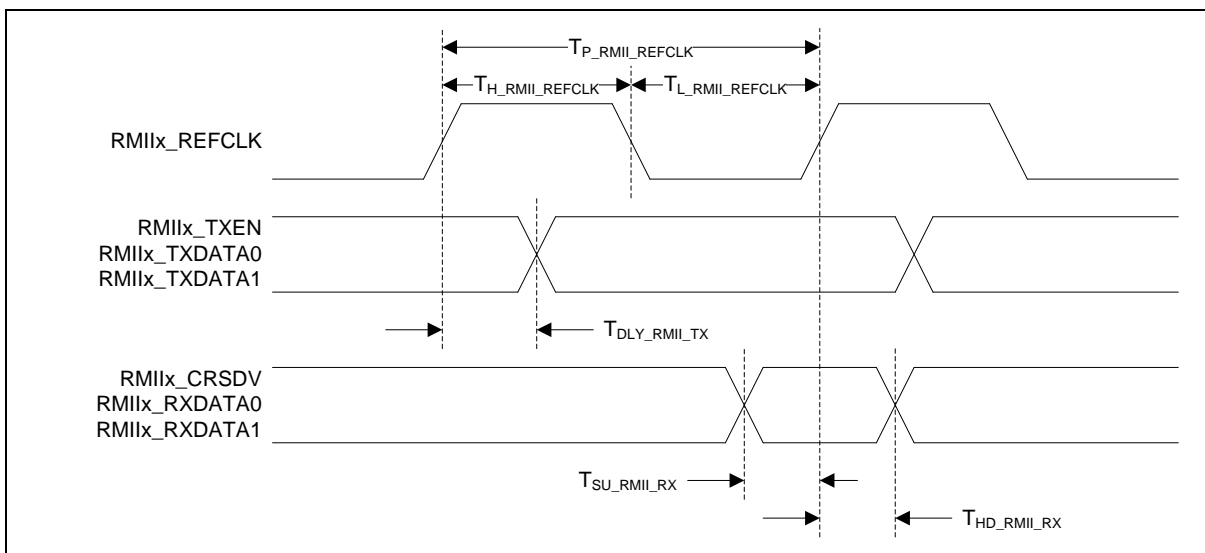 T_P_RMII_REFCLK
T_H_RMII_REFCLK T_L_RMII_REFCLK
RMIIx_REFCLK
RMIIx_TXEN
RMIIx_TXDATA0
RMIIx_TXDATA1
T_DLY_RMII_TX
RMIIx_CRSDV
RMIIx_RXDATA0
RMIIx_RXDATA1
T_SU_RMII_RX
T_HD_RMII_RX